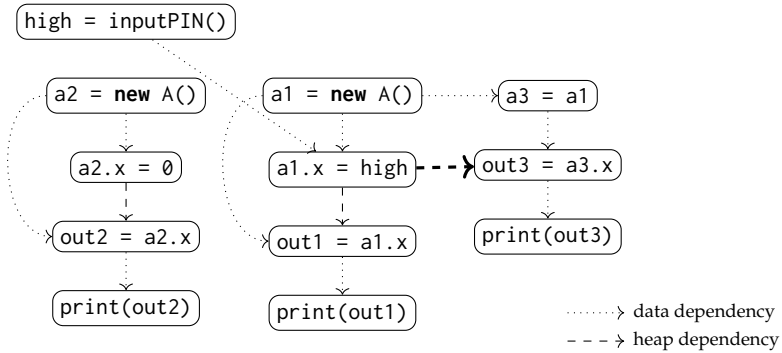 high = inputPIN()
a2 = new A()
a1 = new A()
a3 = a1
a2.x = 0
a1.x = high
out3 = a3.x
out2 = a2.x
out1 = a1.x
print(out3)
print(out2)
print(out1)
data dependency
heap dependency